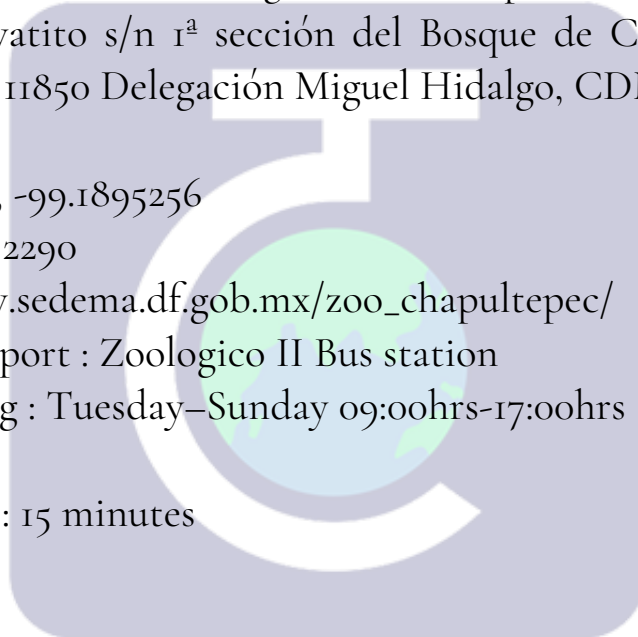 vatito s/n 1ª sección del Bosque de C
11850 Delegación Miguel Hidalgo, CD
, -99.1895256
2290
.sedema.df.gob.mx/zoo_chapultepec/
port : Zoologico II Bus station
g : Tuesday–Sunday 09:00hrs-17:00hrs
: 15 minutes